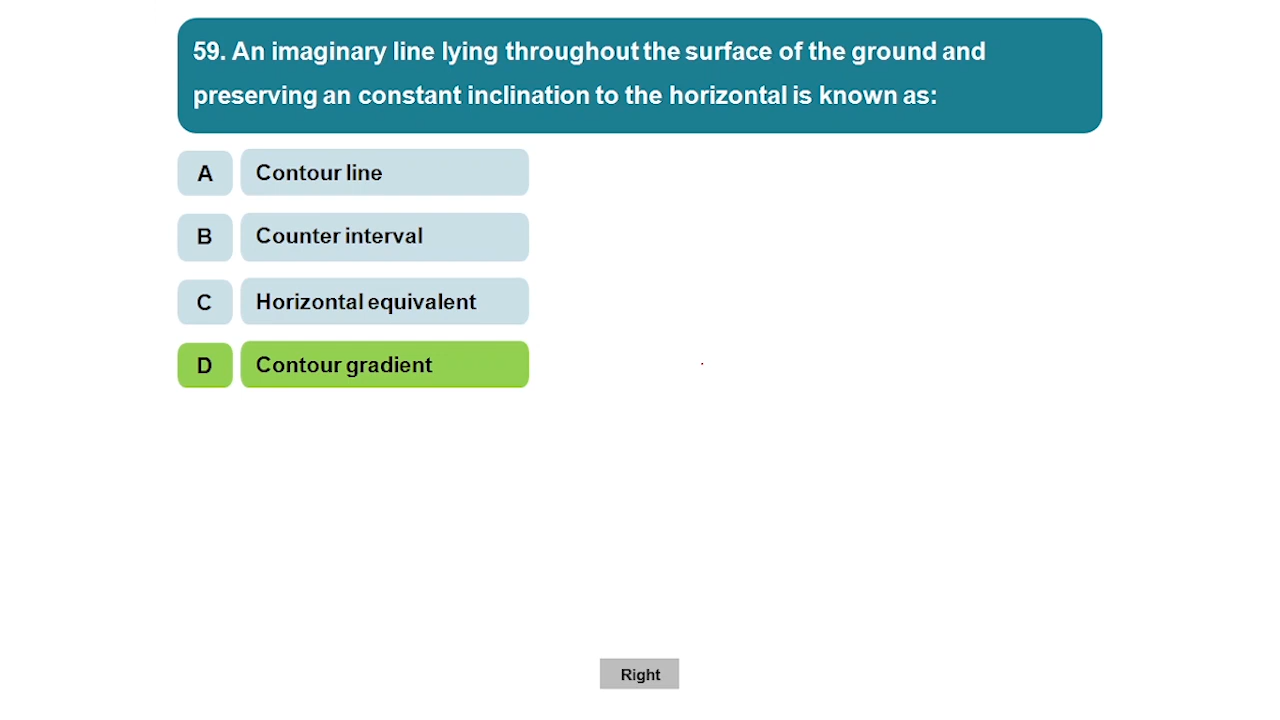 59. An imaginary line lying throughout the surface of the ground and
preserving an constant inclination to the horizontal is known as:
A Contour line
B Counter interval
C Horizontal equivalent
D Contour gradient
Right